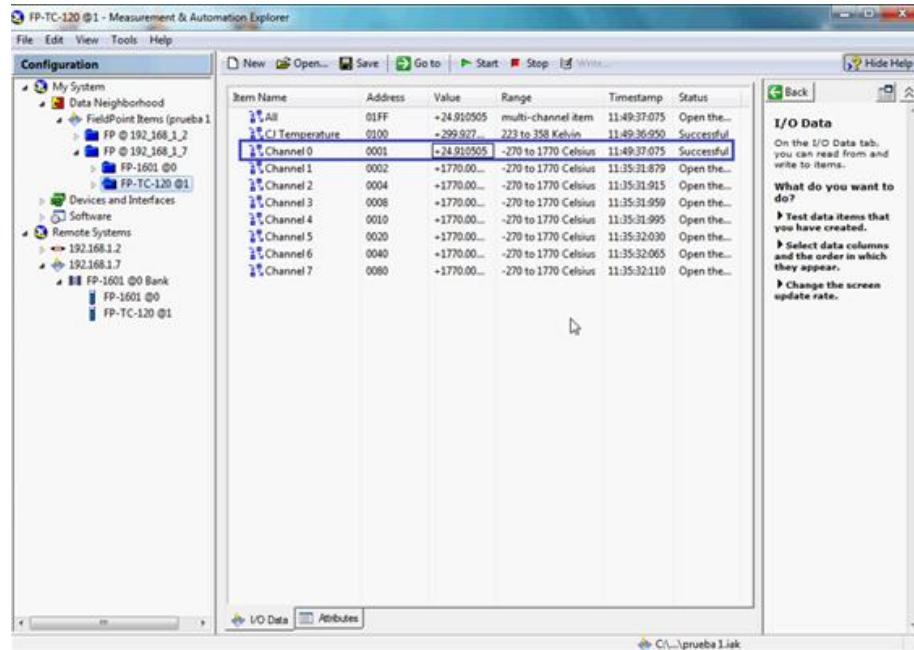 FP-TC-120 @1 - Measurement & Automation Explorer
File Edit View Tools Help
Configuration
New Open... Save Go to Start Stop Write... Hide Help
My System
Data Neighborhood
FieldPoint Items (prueba 1
FP @ 192_168_1_2
FP @ 192_168_1_7
FP-1601 @0
FP-TC-120 @1
Devices and Interfaces
Software
Remote Systems
192.168.1.2
192.168.1.7
FP-1601 @0 Bank
FP-1601 @0
FP-TC-120 @1
Item Name Address Value Range Timestamp Status
All 01FF +24.910505 multi-channel item 11:49:37:075 Open the...
CJ Temperature 0100 +299.927... 223 to 358 Kelvin 11:49:36:950 Successful
Channel 0 0001 +24.910505 -270 to 1770 Celsius 11:49:37:075 Successful
Channel 1 0002 +1770.00... -270 to 1770 Celsius 11:35:31:879 Open the...
Channel 2 0004 +1770.00... -270 to 1770 Celsius 11:35:31:915 Open the...
Channel 3 0008 +1770.00... -270 to 1770 Celsius 11:35:31:959 Open the...
Channel 4 0010 +1770.00... -270 to 1770 Celsius 11:35:31:995 Open the...
Channel 5 0020 +1770.00... -270 to 1770 Celsius 11:35:32:030 Open the...
Channel 6 0040 +1770.00... -270 to 1770 Celsius 11:35:32:065 Open the...
Channel 7 0080 +1770.00... -270 to 1770 Celsius 11:35:32:110 Open the...
Back
I/O Data
On the I/O Data tab,
you can read from and
write to items.
What do you want to
do?
Test data items that
you have created.
Select data columns
and the order in which
they appear.
Change the screen
update rate.
I/O Data Attributes
C:\...\prueba 1.iak